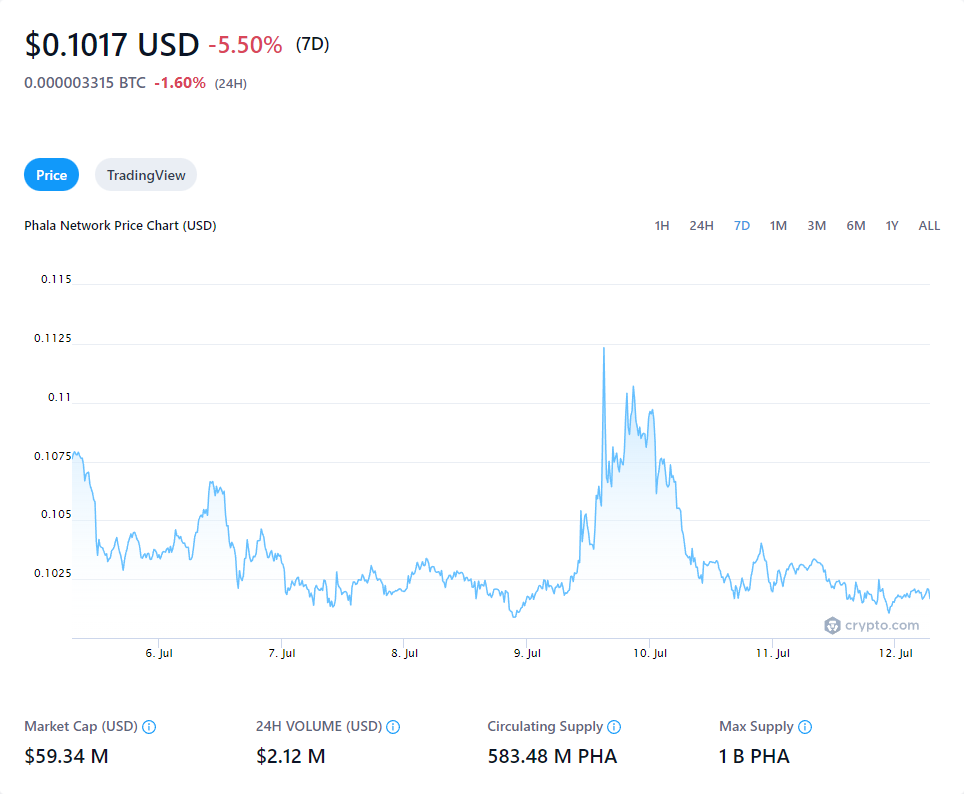 $0.1017 USD -5.50% (7D)
0.000003315 BTC -1.60% (24H)
Price TradingView
Phala Network Price Chart (USD) 1H 24H 7D 1M 3M 6M 1Y ALL
0.115
0.1125
0.11
0.1075
0.105
0.1025
crypto.com
6. Jul 7. Jul 8. Jul 9. Jul 10. Jul 11. Jul 12. Jul
Market Cap (USD) 24H VOLUME (USD) Circulating Supply Max Supply
$59.34 M $2.12 M 583.48 M PHA 1 B PHA